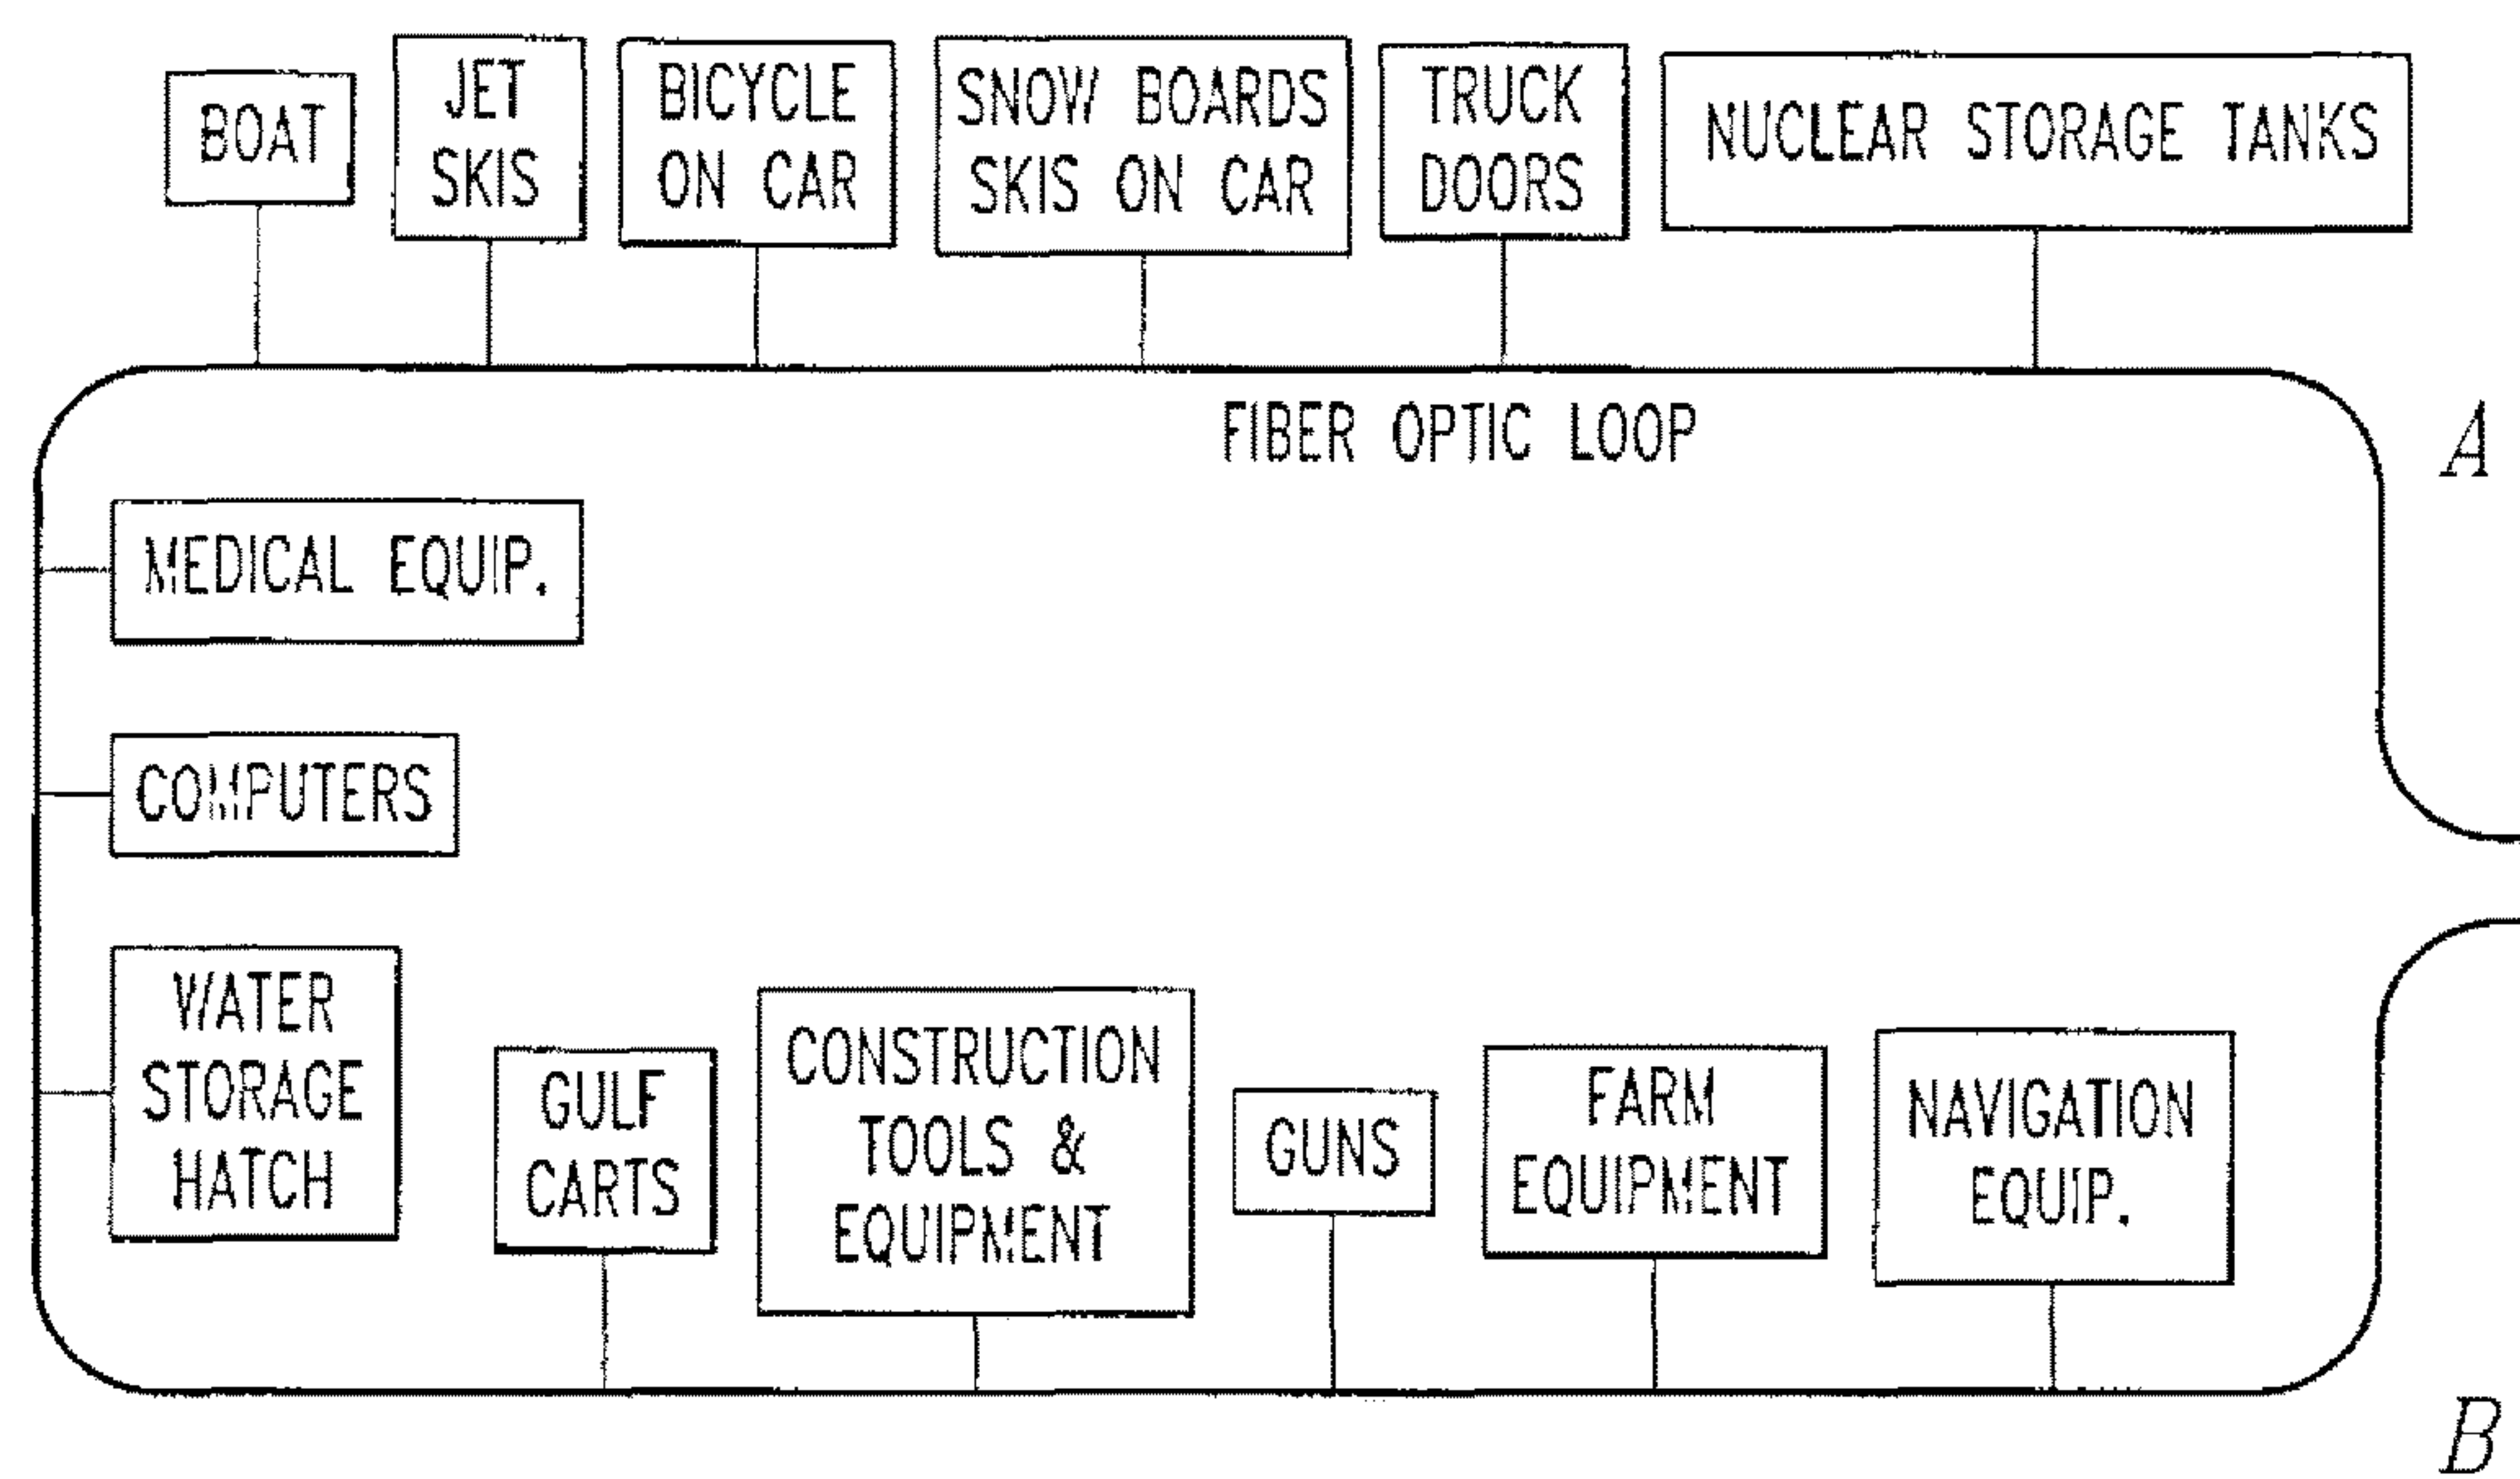 BOAT
JET
SKIS
BICYCLE
ON CAR
SNOW BOARDS
SKIS ON CAR
TRUCK
DOORS
NUCLEAR STORAGE TANKS
FIBER OPTIC LOOP
A
MEDICAL EQUIP.
COMPUTERS
WATER
STORAGE
HATCH
GULF
CARTS
CONSTRUCTION
TOOLS &
EQUIPMENT
GUNS
FARM
EQUIPMENT
NAVIGATION
EQUIP.
B